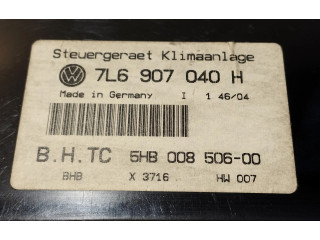 Steuergeraet Klimaanlage
7L6 907 040 H
Made in Germany I 1 46/04
B.H.TC 5HB 008 506-00
BHB X 3716 HW 007